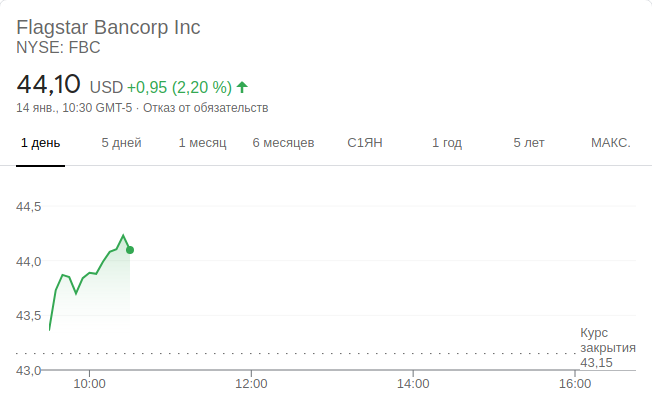 Flagstar Bancorp Inc
NYSE: FBC
44,10 USD +0,95 (2,20 %)
14 янв., 10:30 GMT-5 · Отказ от обязательств
1 день 5 дней 1 месяц 6 месяцев С1ЯН 1 год 5 лет МАКС.
44,5
44,0
43,5
Курс
закрытия
43,15
43,0
10:00 12:00 14:00 16:00